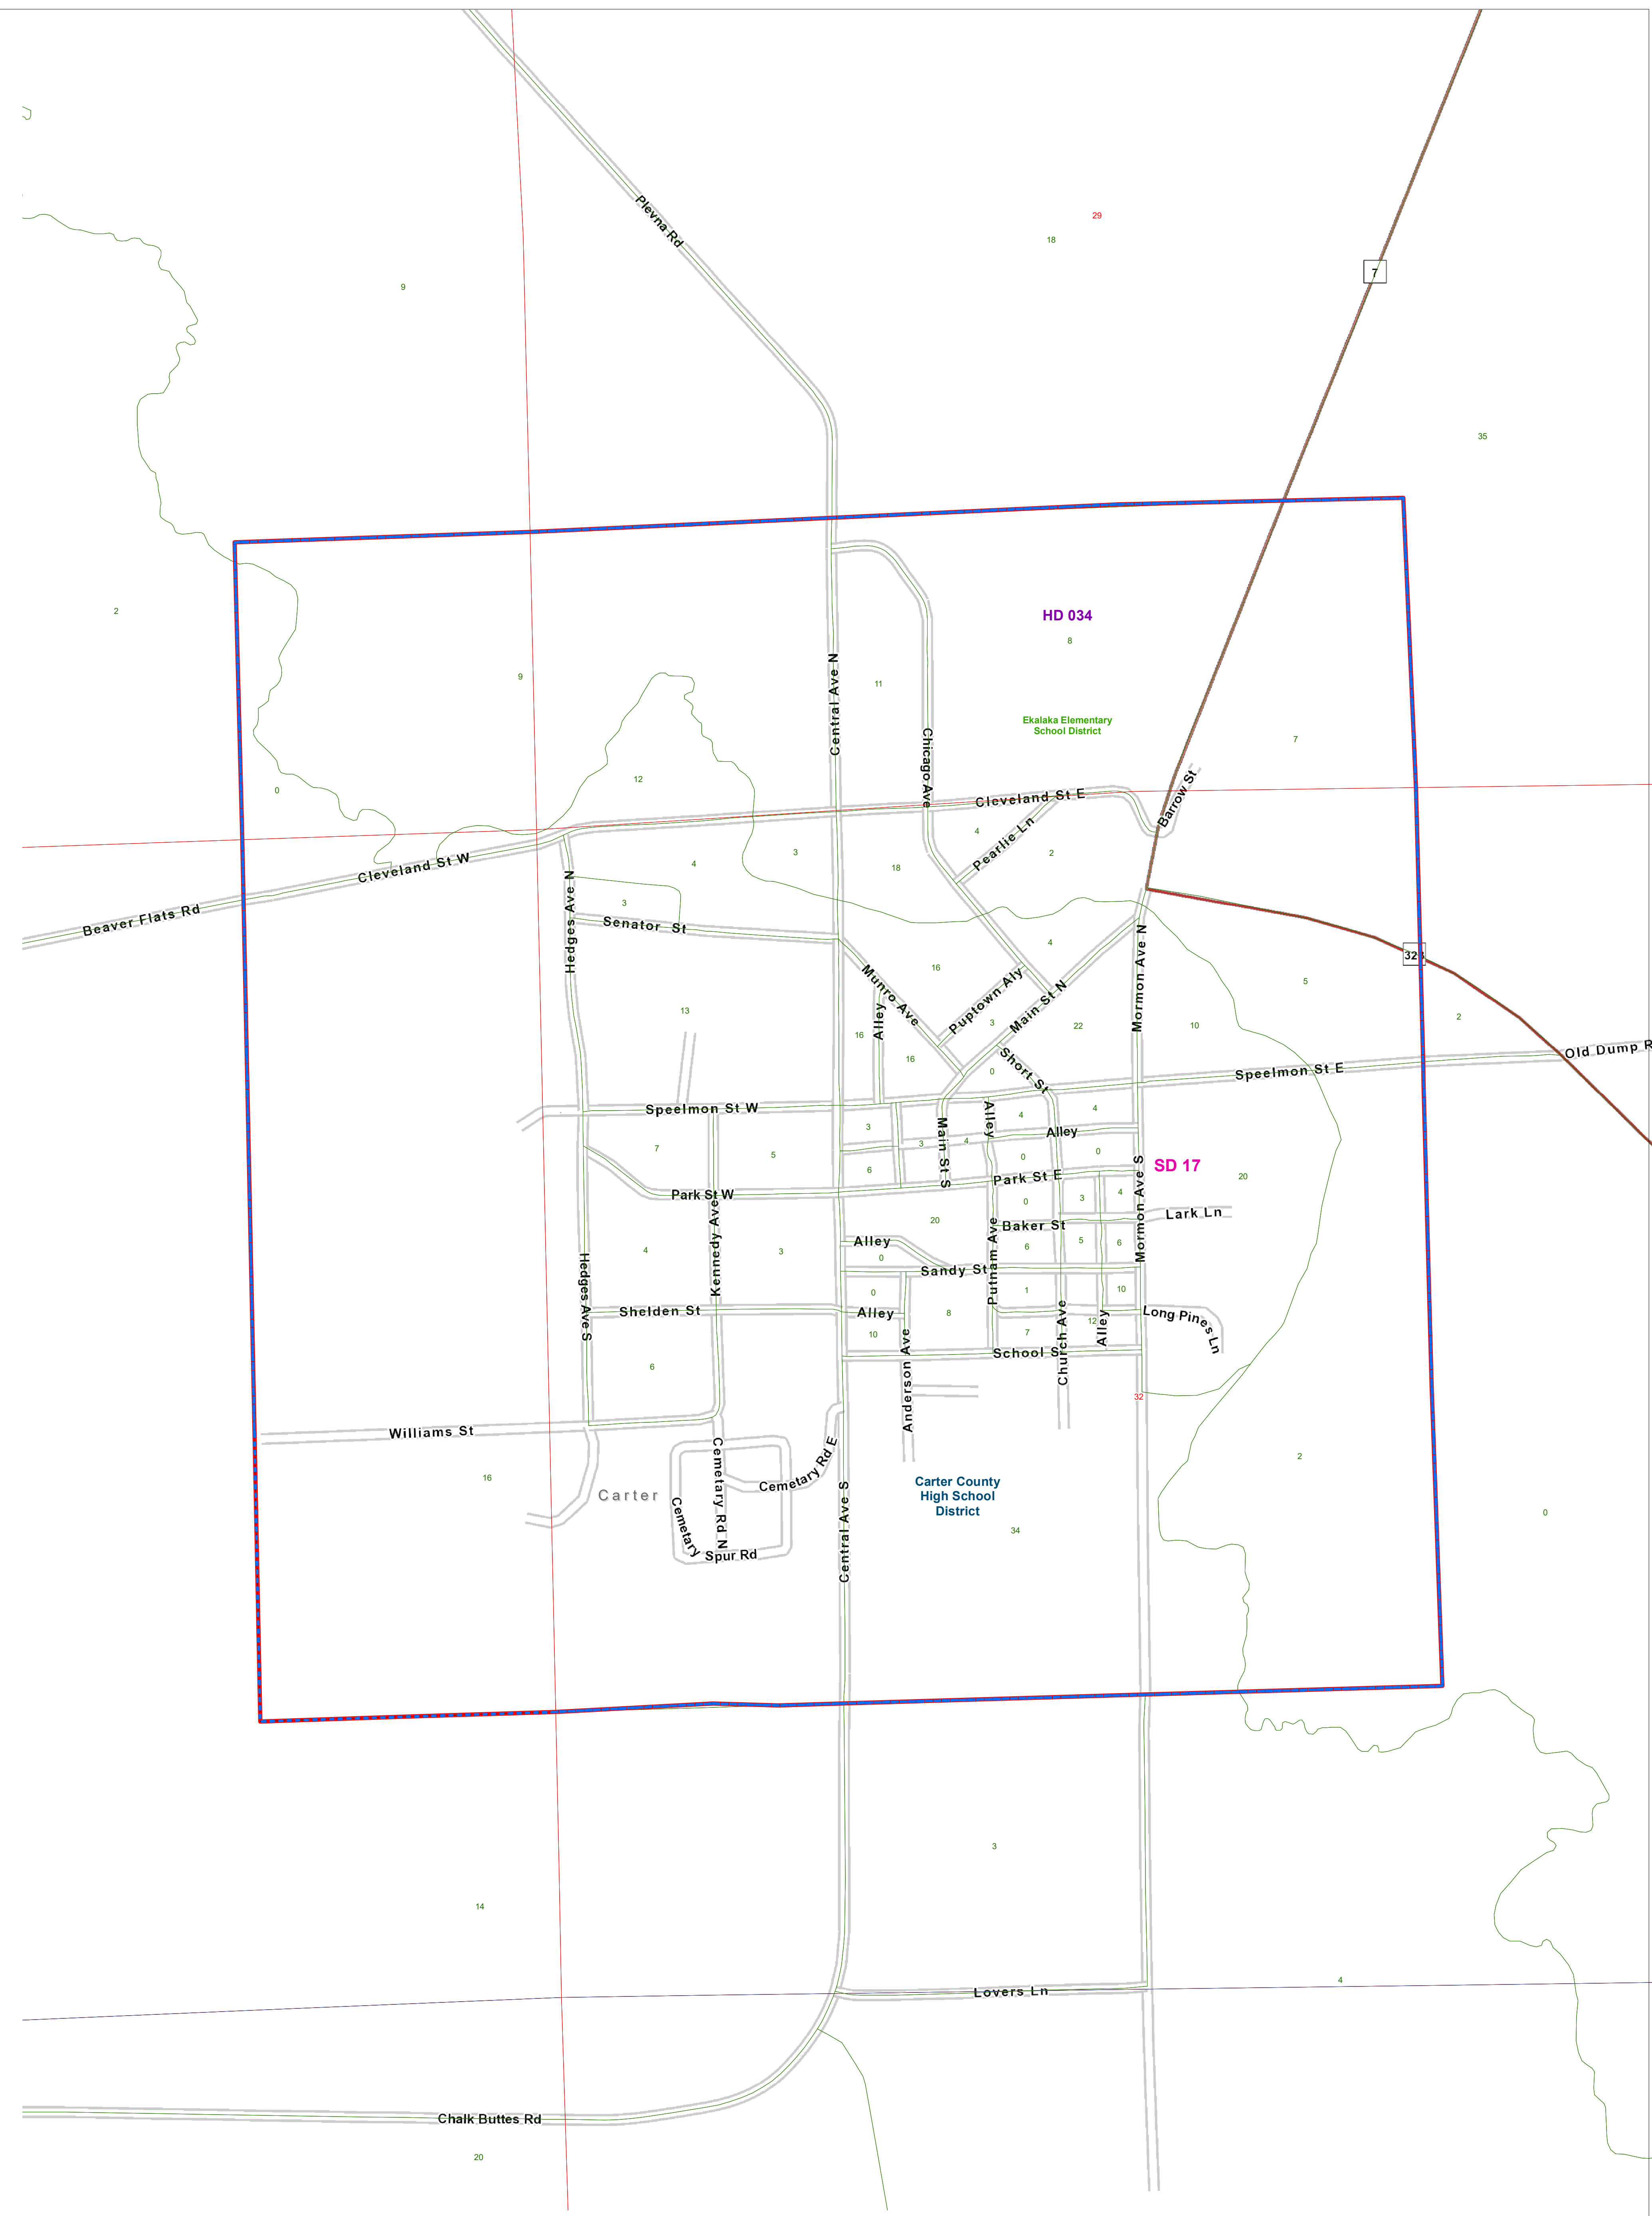 Plevna Rd
29
18
7
9
35
2
HD 034
8
9
Central Ave N
11
Ekalaka Elementary
School District
7
Chicago Ave
12
0
Cleveland St E
Barrow St
4
Pearlie Ln
3
2
4
18
Cleveland St W
Hedges Ave N
3
Beaver Flats Rd
Senator St
4
Mormon Ave N
323
16
Munro Ave
Puptown Aly
5
Main St N
13
Alley
3
22
10
2
16
16
Short St
0
Old Dump R
Speelmon St E
Speelmon St W
Alley
4
4
3
Main St S
Alley
7
5
3
4
0
0
6
SD 17
Mormon Ave S
Park St E
20
Park St W
Kennedy Ave
0
3
4
Lark Ln
20
Putnam Ave
Baker St
Alley
4
3
0
6
5
6
Hedges Ave S
Sandy St
0
1
10
Shelden St
Alley
8
Church Ave
Alley
Long Pines Ln
12
10
7
Anderson Ave
School S
6
32
Williams St
Cemetary Rd N
Cemetary Rd E
2
16
Carter
Carter County
High School
District
Central Ave S
Cemetary
Spur Rd
34
0
3
14
4
Lovers Ln
Chalk Buttes Rd
20